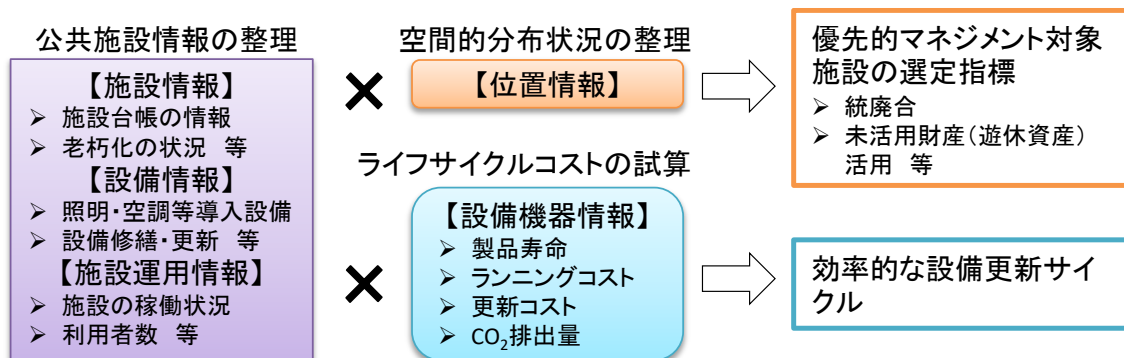 公共施設情報の整理
【施設情報】
➢ 施設台帳の情報
➢ 老朽化の状況 等
【設備情報】
➢ 照明・空調等導入設備
➢ 設備修繕・更新 等
【施設運用情報】
➢ 施設の稼働状況
➢ 利用者数 等
空間的分布状況の整理
【位置情報】
ライフサイクルコストの試算
【設備機器情報】
➢ 製品寿命
➢ ランニングコスト
➢ 更新コスト
➢ CO₂排出量
優先的マネジメント対象
施設の選定指標
➢ 統廃合
➢ 未活用財産(遊休資産)
活用 等
効率的な設備更新サイ
クル